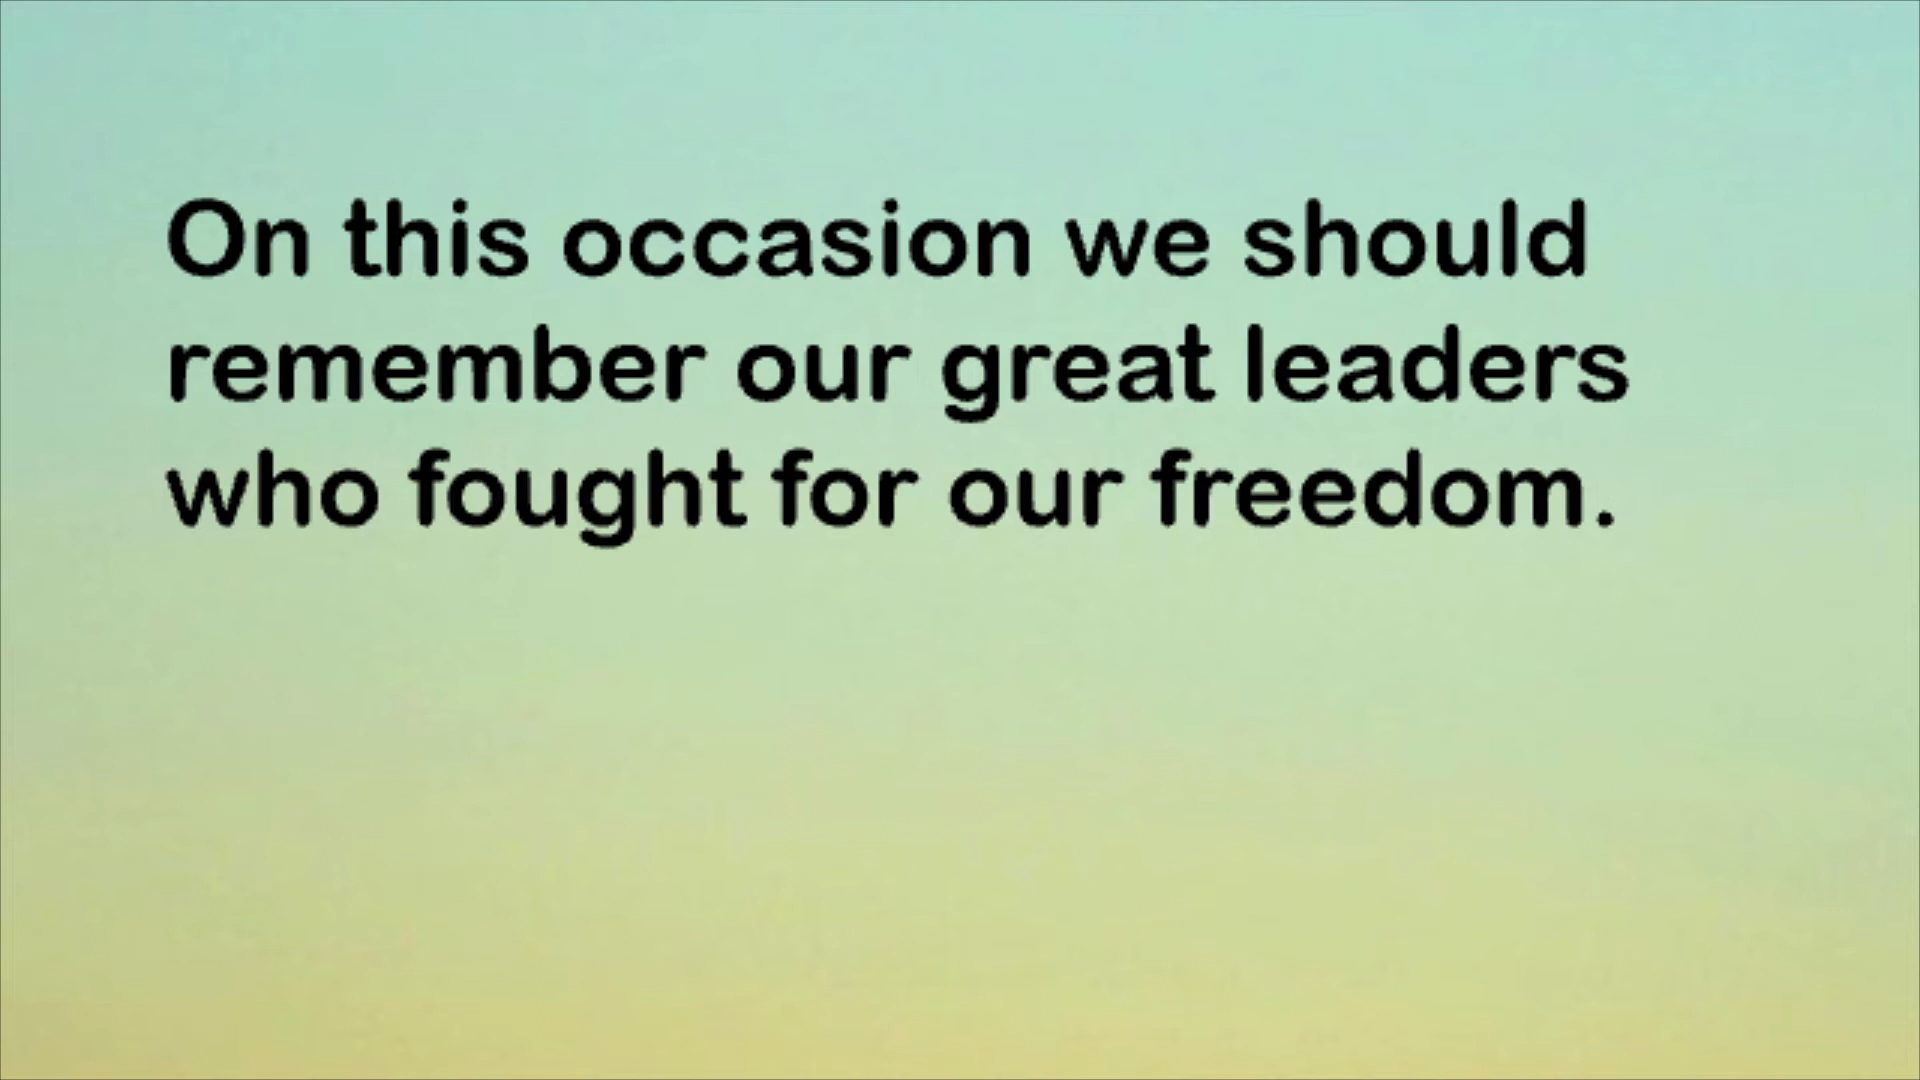 On this occasion we should
remember our great leaders
who fought for our freedom.